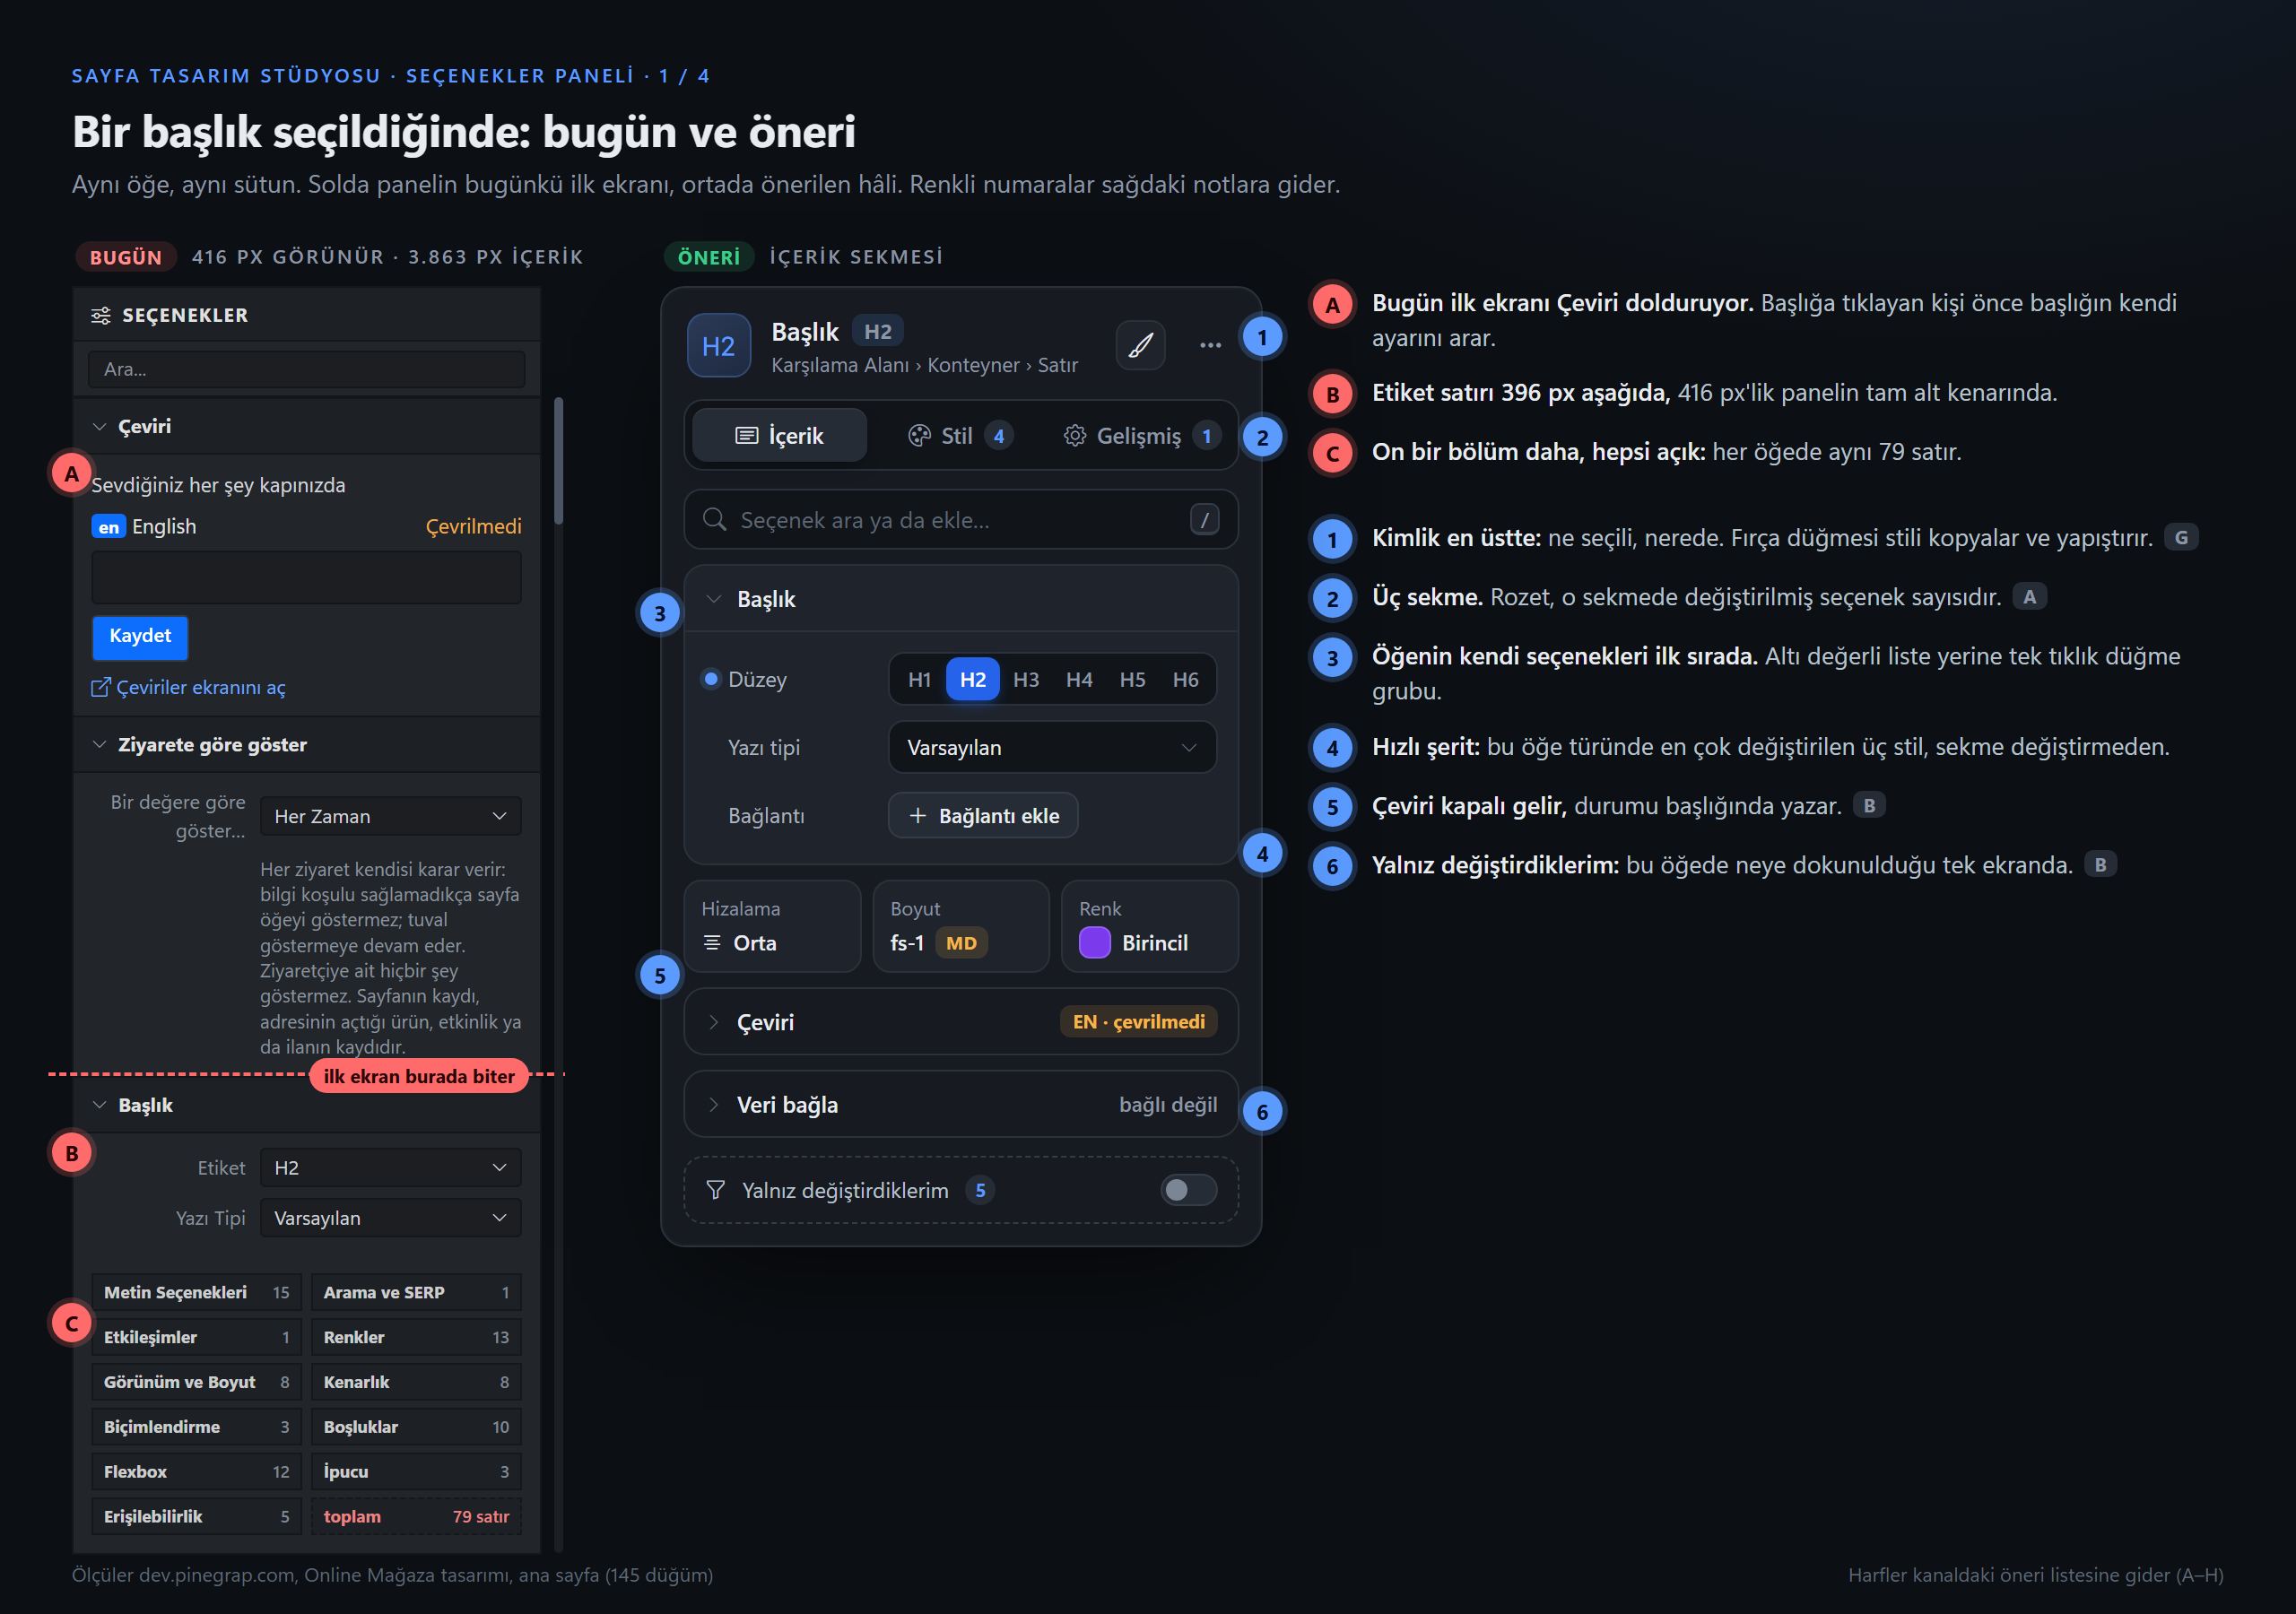 SAYFA TASARIM STÜDYOSU · SEÇENEKLER PANELİ · 1 / 4
Bir başlık seçildiğinde: bugün ve öneri
Aynı öğe, aynı sütun. Solda panelin bugünkü ilk ekranı, ortada önerilen hâli. Renkli numaralar sağdaki notlara gider.
BUGÜN 416 PX GÖRÜNÜR · 3.863 PX İÇERİK
SEÇENEKLER
Ara...
Çeviri
A
Sevdiğiniz her şey kapınızda
en English Çevrilmedi
Kaydet
Çeviriler ekranını aç
Ziyarete göre göster
Bir değere göre
göster...
Her Zaman
Her ziyaret kendisi karar verir:
bilgi koşulu sağlamadıkça sayfa
öğeyi göstermez; tuval
göstermeye devam eder.
Ziyaretçiye ait hiçbir şey
göstermez. Sayfanın kaydı,
adresinin açtığı ürün, etkinlik ya
da ilanın kaydıdır.
ilk ekran burada biter
Başlık
B
Etiket H2
Yazı Tipi Varsayılan
C
Metin Seçenekleri 15 Arama ve SERP 1
Etkileşimler 1 Renkler 13
Görünüm ve Boyut 8 Kenarlık 8
Biçimlendirme 3 Boşluklar 10
Flexbox 12 İpucu 3
Erişilebilirlik 5 toplam 79 satır
ÖNERİ İÇERİK SEKMESİ
H2 Başlık H2
Karşılama Alanı › Konteyner › Satır
1
İçerik Stil 4 Gelişmiş 1
2
Seçenek ara ya da ekle... /
3
Başlık
Düzey H1 H2 H3 H4 H5 H6
Yazı tipi Varsayılan
Bağlantı + Bağlantı ekle
4
Hizalama Boyut Renk
Orta fs-1 MD Birincil
5
Çeviri EN · çevrilmedi
Veri bağla bağlı değil
6
Yalnız değiştirdiklerim 5
A Bugün ilk ekranı Çeviri dolduruyor. Başlığa tıklayan kişi önce başlığın kendi
ayarını arar.
B Etiket satırı 396 px aşağıda, 416 px'lik panelin tam alt kenarında.
C On bir bölüm daha, hepsi açık: her öğede aynı 79 satır.
1 Kimlik en üstte: ne seçili, nerede. Fırça düğmesi stili kopyalar ve yapıştırır. G
2 Üç sekme. Rozet, o sekmede değiştirilmiş seçenek sayısıdır. A
3 Öğenin kendi seçenekleri ilk sırada. Altı değerli liste yerine tek tıklık düğme
grubu.
4 Hızlı şerit: bu öğe türünde en çok değiştirilen üç stil, sekme değiştirmeden.
5 Çeviri kapalı gelir, durumu başlığında yazar. B
6 Yalnız değiştirdiklerim: bu öğede neye dokunulduğu tek ekranda. B
Ölçüler dev.pinegrap.com, Online Mağaza tasarımı, ana sayfa (145 düğüm)
Harfler kanaldaki öneri listesine gider (A–H)